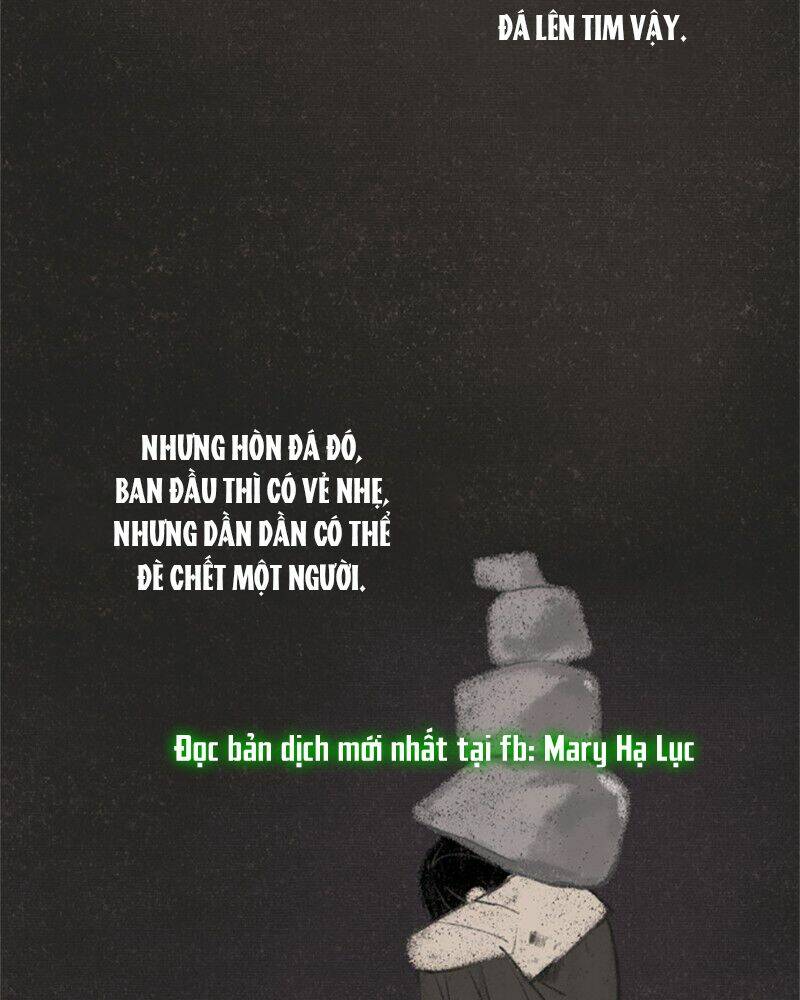 ĐÁ LÊN TIM VẬY.
NHƯNG HÒN ĐÁ ĐÓ,
BAN ĐẦU THÌ CÓ VẺ NHẸ,
NHƯNG DẦN DẦN CÓ THỂ
ĐÈ CHẾT MỘT NGƯỜI.
Đọc bản dịch mới nhất tại fb: Mary Hạ Lục